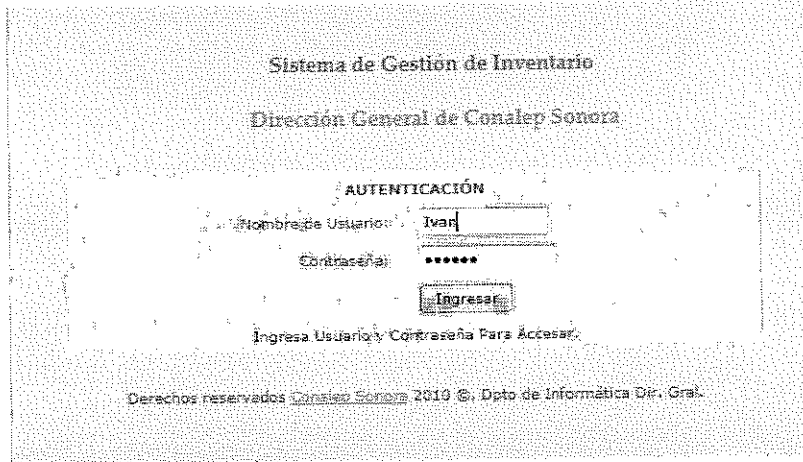 Sistema de Gestión de Inventario
Dirección General de Conalep Sonora
AUTENTICACIÓN
Nombre de Usuario: Ivan
Contraseña: ••••••
Ingresar
Ingresa Usuario y Contraseña Para Accesar.
Derechos reservados Conalep Sonora 2010 ©. Dpto de Informática Dir. Gral.